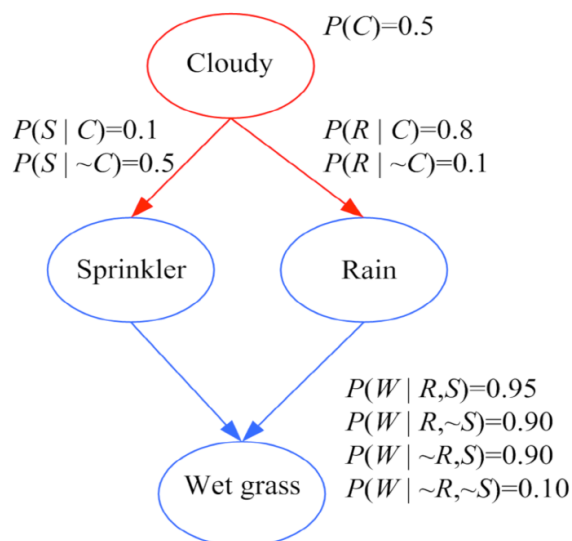 P(C)=0.5
Cloudy
P(S | C)=0.1
P(S | ~C)=0.5
P(R | C)=0.8
P(R | ~C)=0.1
Sprinkler
Rain
P(W | R,S)=0.95
P(W | R,~S)=0.90
P(W | ~R,S)=0.90
P(W | ~R,~S)=0.10
Wet grass